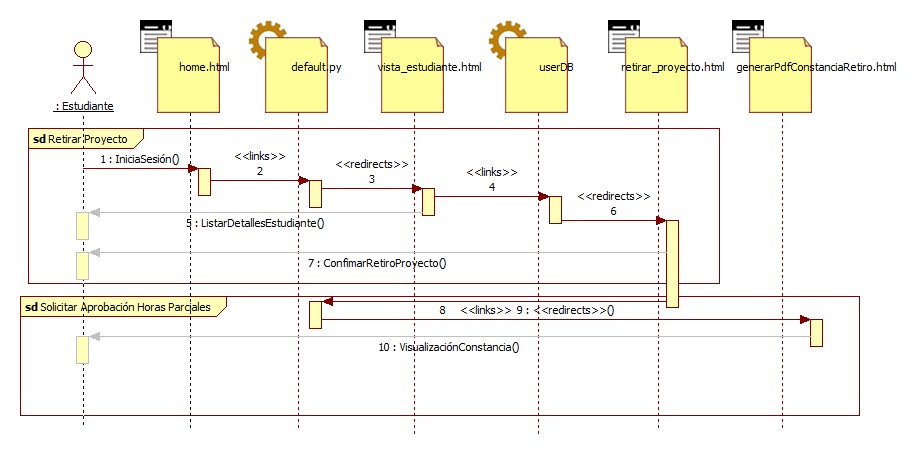 : Estudiante
home.html
default.py
vista_estudiante.html
userDB
retirar_proyecto.html
generarPdfConstanciaRetiro.html
sd Retirar Proyecto
1 : IniciaSesión()
<<links>>
2
<<redirects>>
3
<<links>>
4
<<redirects>>
6
5 : ListarDetallesEstudiante()
7 : ConfimarRetiroProyecto()
sd Solicitar Aprobación Horas Parciales
8 <<links>> 9 : <<redirects>>()
10 : VisualizaciónConstancia()